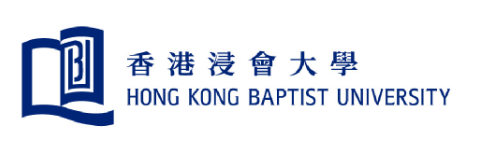 香港浸會大學
HONG KONG BAPTIST UNIVERSITY